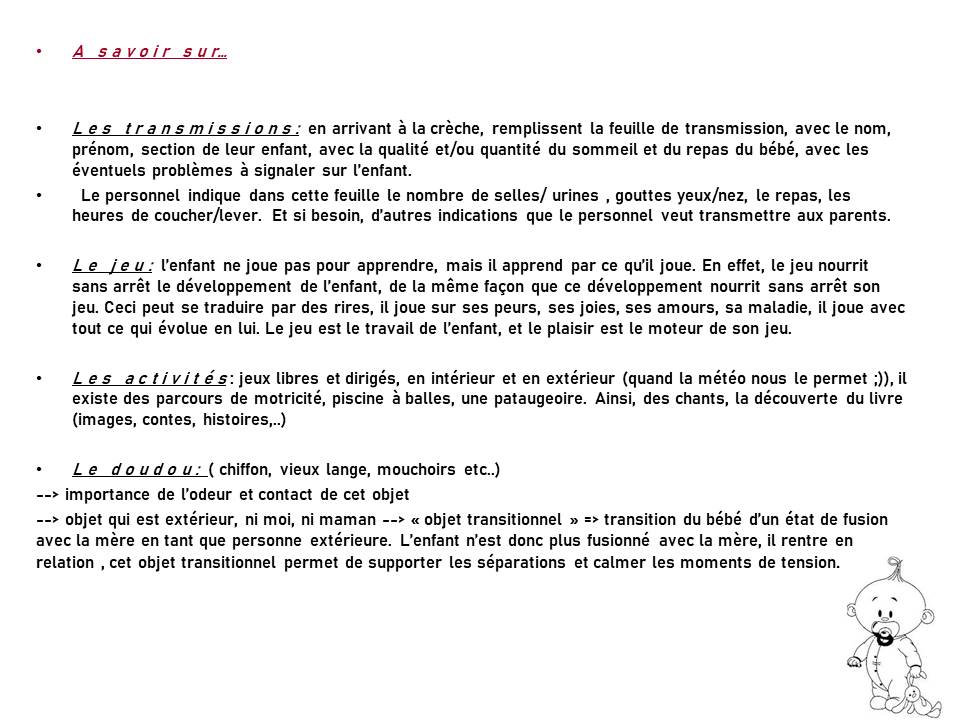 • A savoir sur…
• Les transmissions: en arrivant à la crèche, remplissent la feuille de transmission, avec le nom,
prénom, section de leur enfant, avec la qualité et/ou quantité du sommeil et du repas du bébé, avec les
éventuels problèmes à signaler sur l’enfant.
• Le personnel indique dans cette feuille le nombre de selles/ urines , gouttes yeux/nez, le repas, les
heures de coucher/lever. Et si besoin, d’autres indications que le personnel veut transmettre aux parents.
• Le jeu: l’enfant ne joue pas pour apprendre, mais il apprend par ce qu’il joue. En effet, le jeu nourrit
sans arrêt le développement de l’enfant, de la même façon que ce développement nourrit sans arrêt son
jeu. Ceci peut se traduire par des rires, il joue sur ses peurs, ses joies, ses amours, sa maladie, il joue avec
tout ce qui évolue en lui. Le jeu est le travail de l’enfant, et le plaisir est le moteur de son jeu.
• Les activités : jeux libres et dirigés, en intérieur et en extérieur (quand la météo nous le permet ;)), il
existe des parcours de motricité, piscine à balles, une pataugeoire. Ainsi, des chants, la découverte du livre
(images, contes, histoires,..)
• Le doudou: ( chiffon, vieux lange, mouchoirs etc..)
--> importance de l’odeur et contact de cet objet
--> objet qui est extérieur, ni moi, ni maman --> « objet transitionnel » => transition du bébé d’un état de fusion
avec la mère en tant que personne extérieure. L’enfant n’est donc plus fusionné avec la mère, il rentre en
relation , cet objet transitionnel permet de supporter les séparations et calmer les moments de tension.